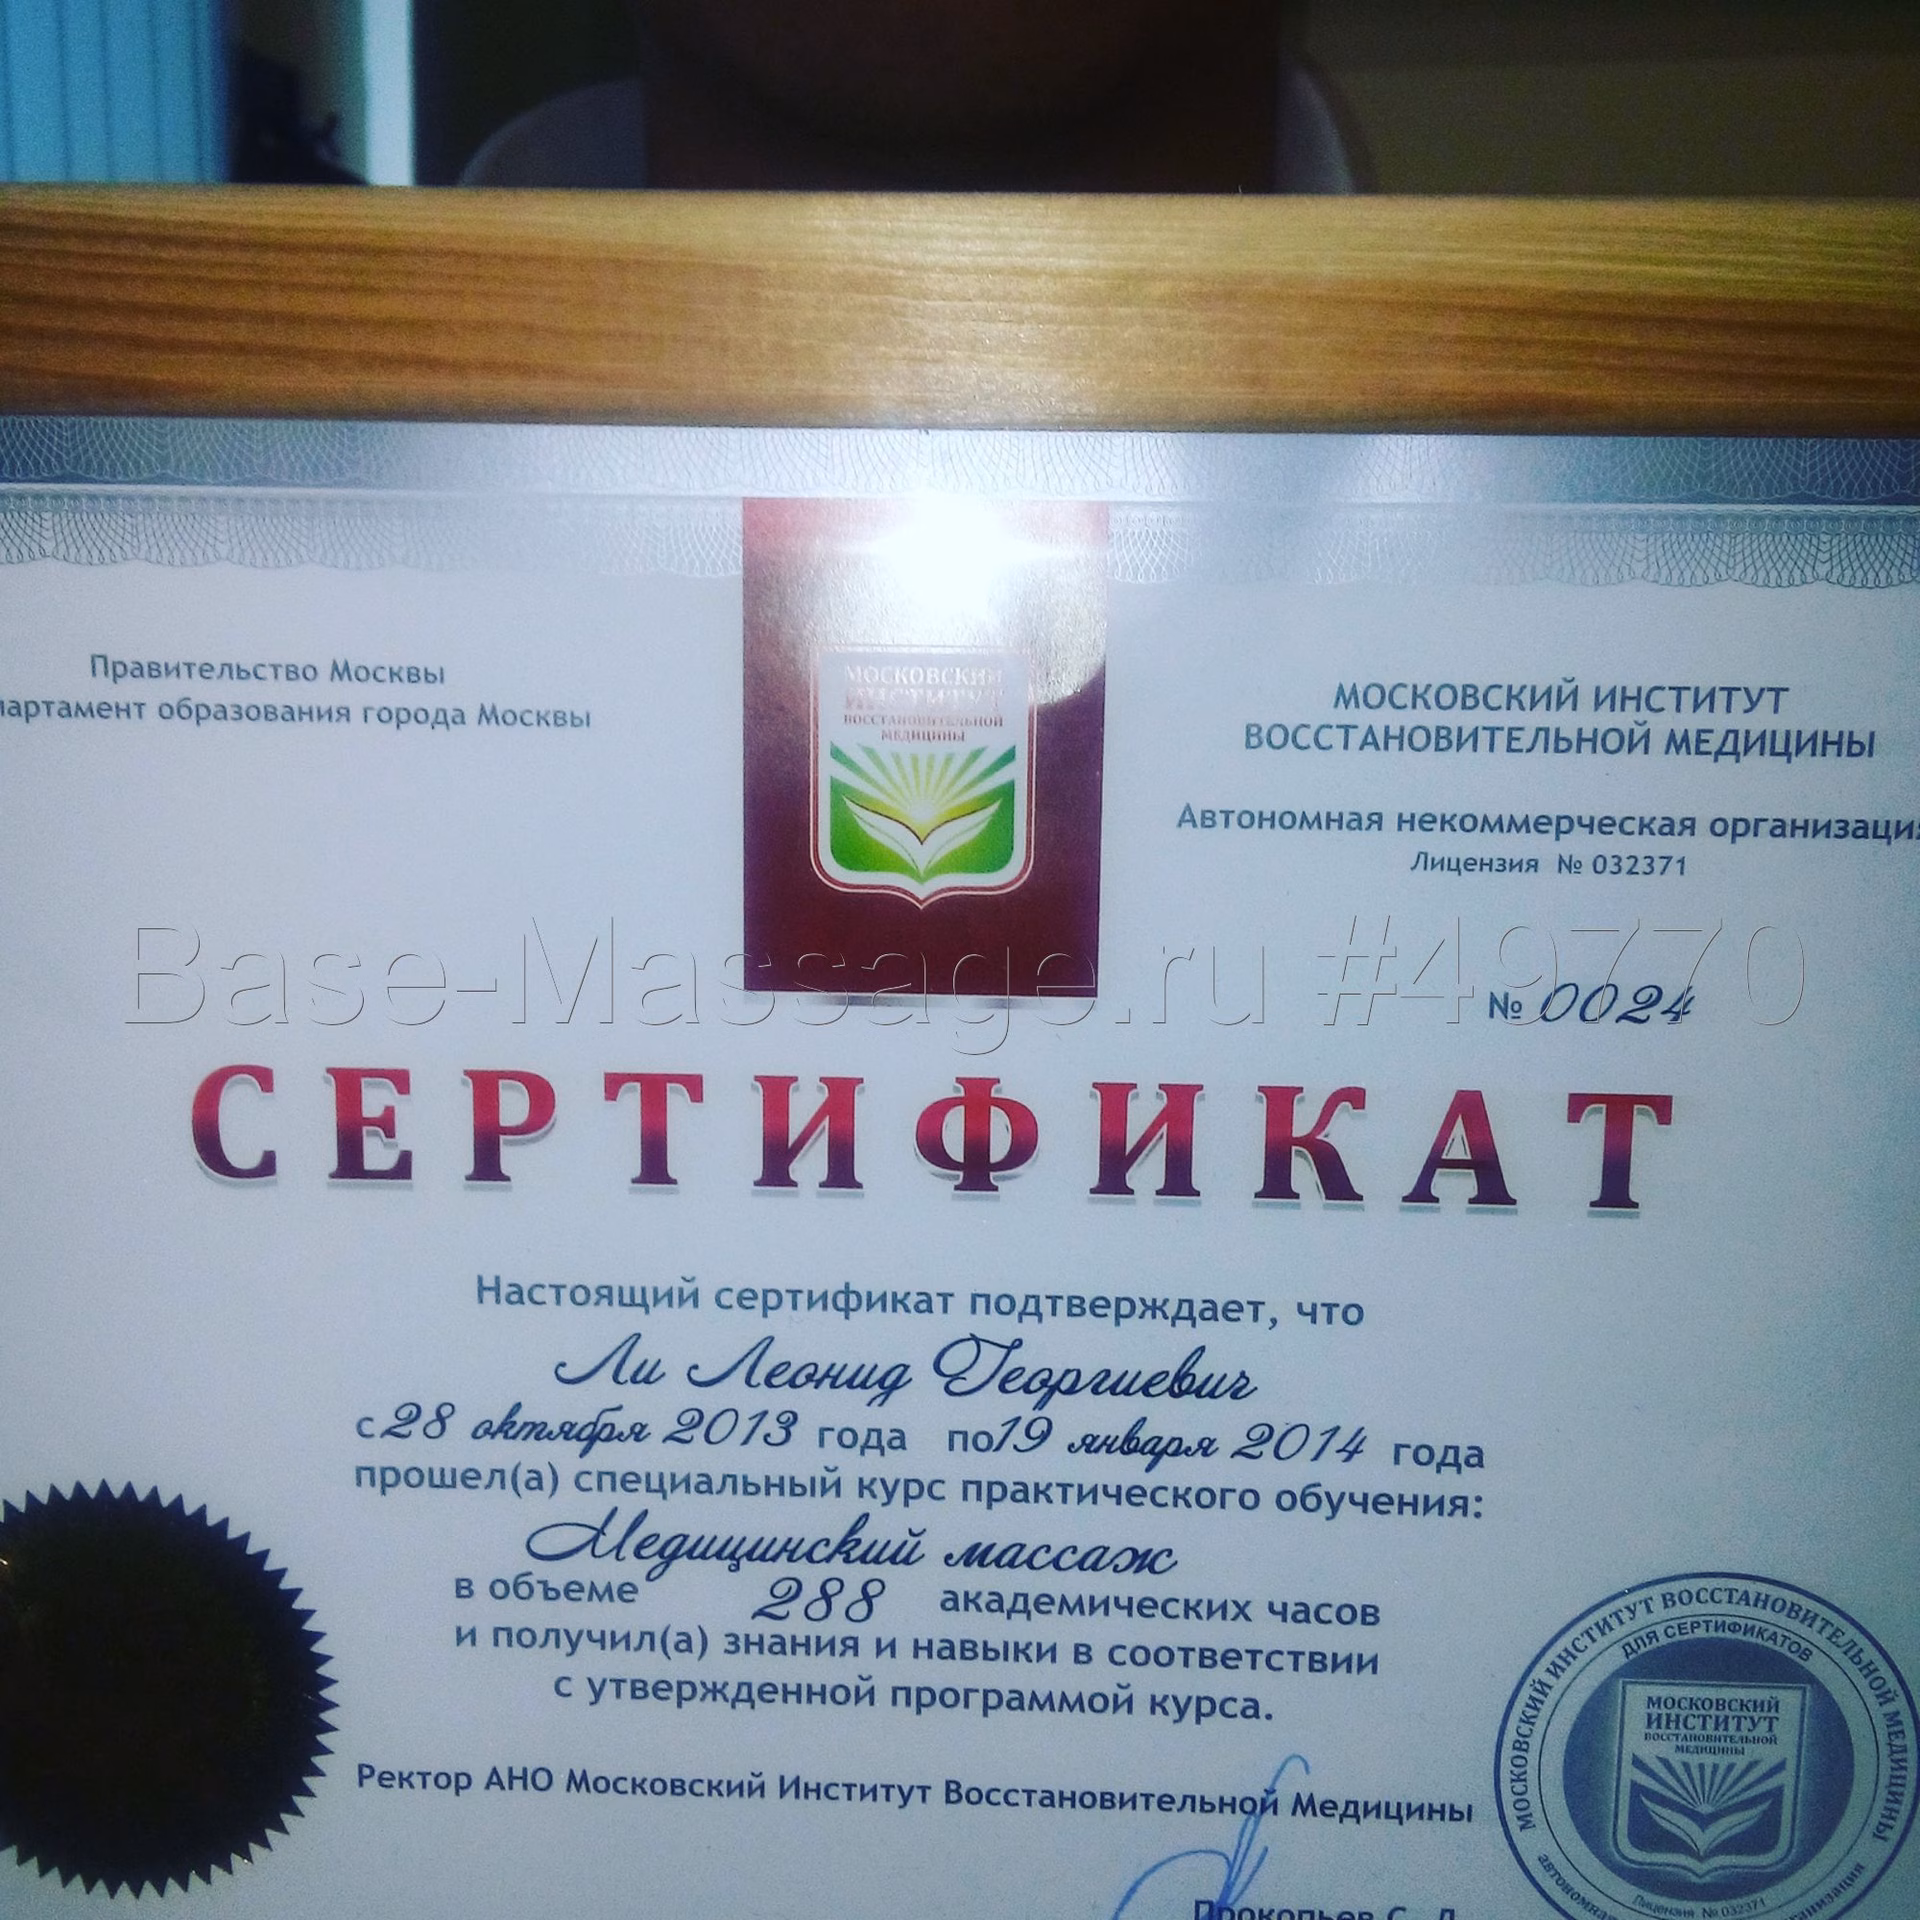 Правительство Москвы
партамент образования города Москвы
МОСКОВСКИЙ
ИНСТИТУТ
ВОССТАНОВИТЕЛЬНОЙ
МЕДИЦИНЫ
МОСКОВСКИЙ ИНСТИТУТ
ВОССТАНОВИТЕЛЬНОЙ МЕДИЦИНЫ
Автономная некоммерческая организация
Лицензия № 032371
Base-Massage.ru #49770
№ 0024
СЕРТИФИКАТ
Настоящий сертификат подтверждает, что
Ли Леонид Георгиевич
с 28 октября 2013 года по 19 января 2014 года
прошел(а) специальный курс практического обучения:
Медицинский массаж
в объеме 288 академических часов
и получил(а) знания и навыки в соответствии
с утвержденной программой курса.
Ректор АНО Московский Институт Восстановительной Медицины
Прокопьев С. Л.
МОСКОВСКИЙ ИНСТИТУТ ВОССТАНОВИТЕЛЬНОЙ МЕДИЦИНЫ
ДЛЯ СЕРТИФИКАТОВ
МОСКОВСКИЙ
ИНСТИТУТ
ВОССТАНОВИТЕЛЬНОЙ
МЕДИЦИНЫ
Лицензия № 032371